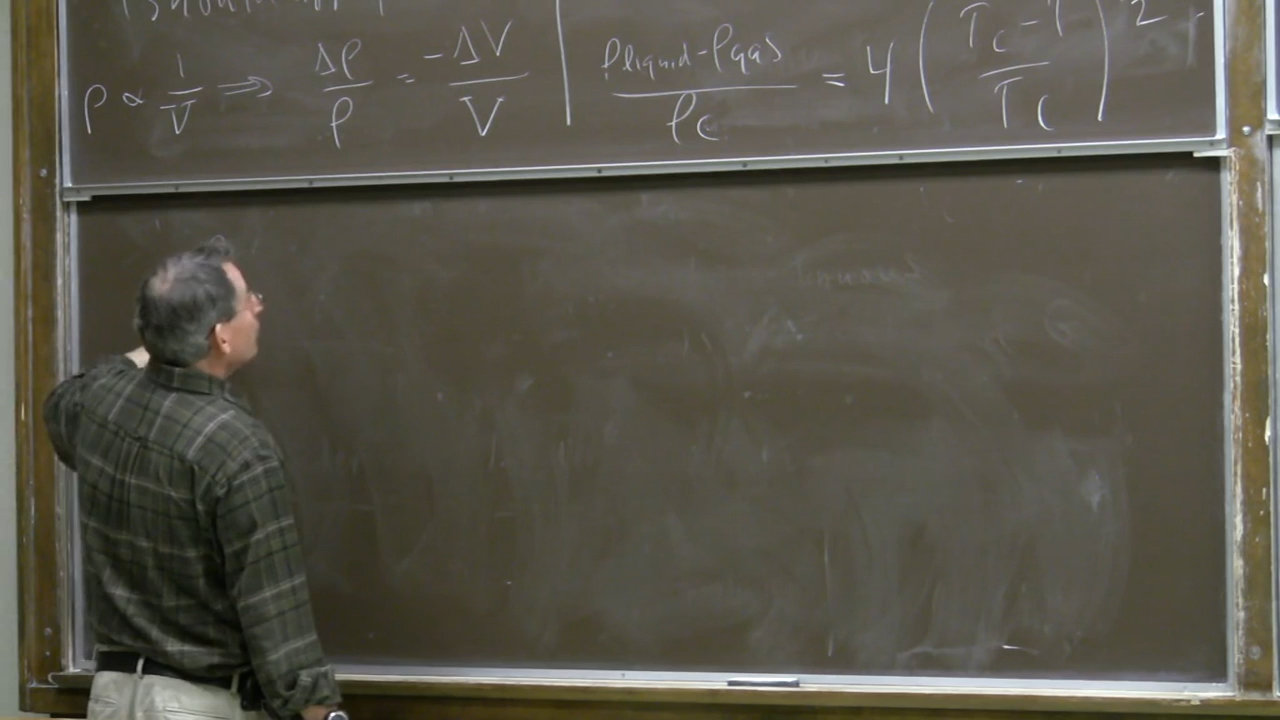 ρ ∝ 1/V ⟹ Δρ/ρ = -ΔV/V | (ρliquid-ρgas)/ρc = 4((Tc-T)/Tc)^2